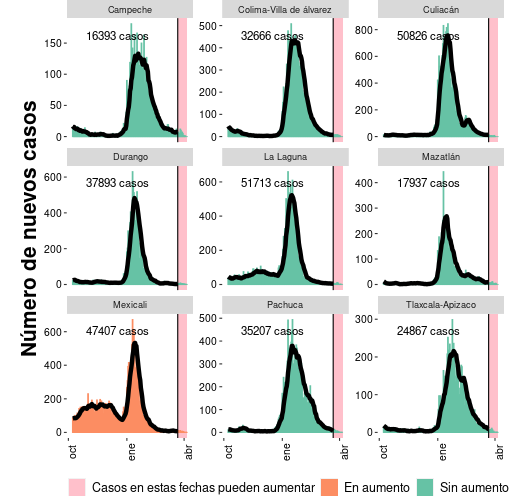 Número de nuevos casos
Campeche
16393 casos
150
100
50
0
Colima-Villa de álvarez
32666 casos
500
400
300
200
100
0
Culiacán
50826 casos
800
600
400
200
0
Durango
37893 casos
600
400
200
0
La Laguna
51713 casos
600
400
200
0
Mazatlán
17937 casos
400
300
200
100
0
Mexicali
47407 casos
600
400
200
0
Pachuca
35207 casos
500
400
300
200
100
0
Tlaxcala-Apizaco
24867 casos
300
200
100
0
oct ene abr
oct ene abr
oct ene abr
Casos en estas fechas pueden aumentar En aumento Sin aumento